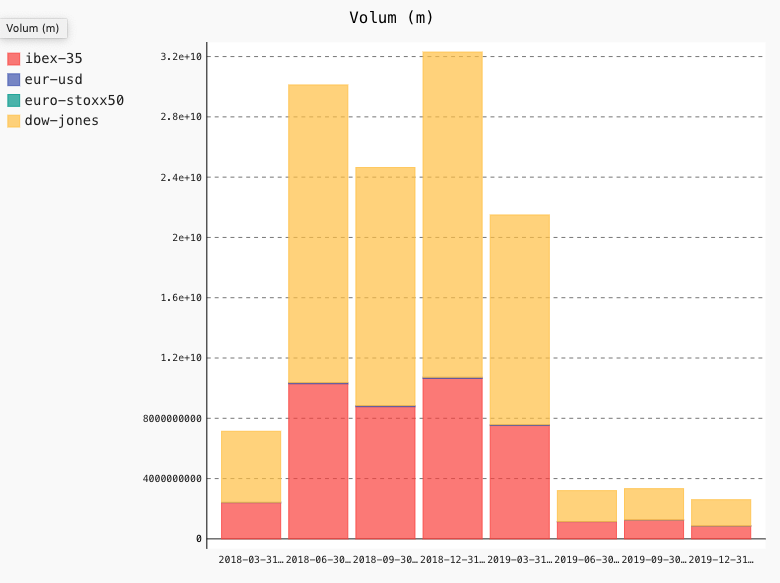 Volum (m)
Volum (m)
ibex-35
eur-usd
euro-stoxx50
dow-jones
3.2e+10
2.8e+10
2.4e+10
2e+10
1.6e+10
1.2e+10
8000000000
4000000000
0
2018-03-31… 2018-06-30… 2018-09-30… 2018-12-31… 2019-03-31… 2019-06-30… 2019-09-30… 2019-12-31…